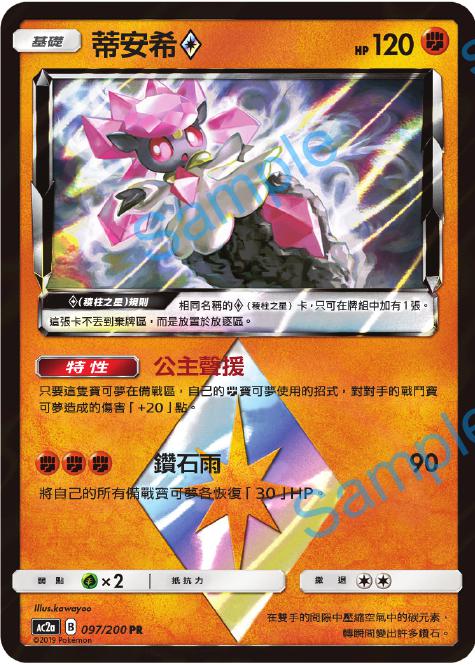 基礎
蒂安希
HP 120
Sample
(稜柱之星)規則 相同名稱的 (稜柱之星) 卡，只可在牌組中加有1張。
這張卡不丟到棄牌區，而是放置於放逐區。
特性 公主聲援
只要這隻寶可夢在備戰區，自己的 寶可夢使用的招式，對對手的戰鬥寶
可夢造成的傷害「+20」點。
Sample
鑽石雨 90
將自己的所有備戰寶可夢各恢復「30」HP。
弱點 ×2 抵抗力 撤退
Illus.kawayoo
AC2a B 097/200 PR
©2019 Pokémon
在雙手的間隙中壓縮空氣中的碳元素，
轉瞬間變出許多鑽石。